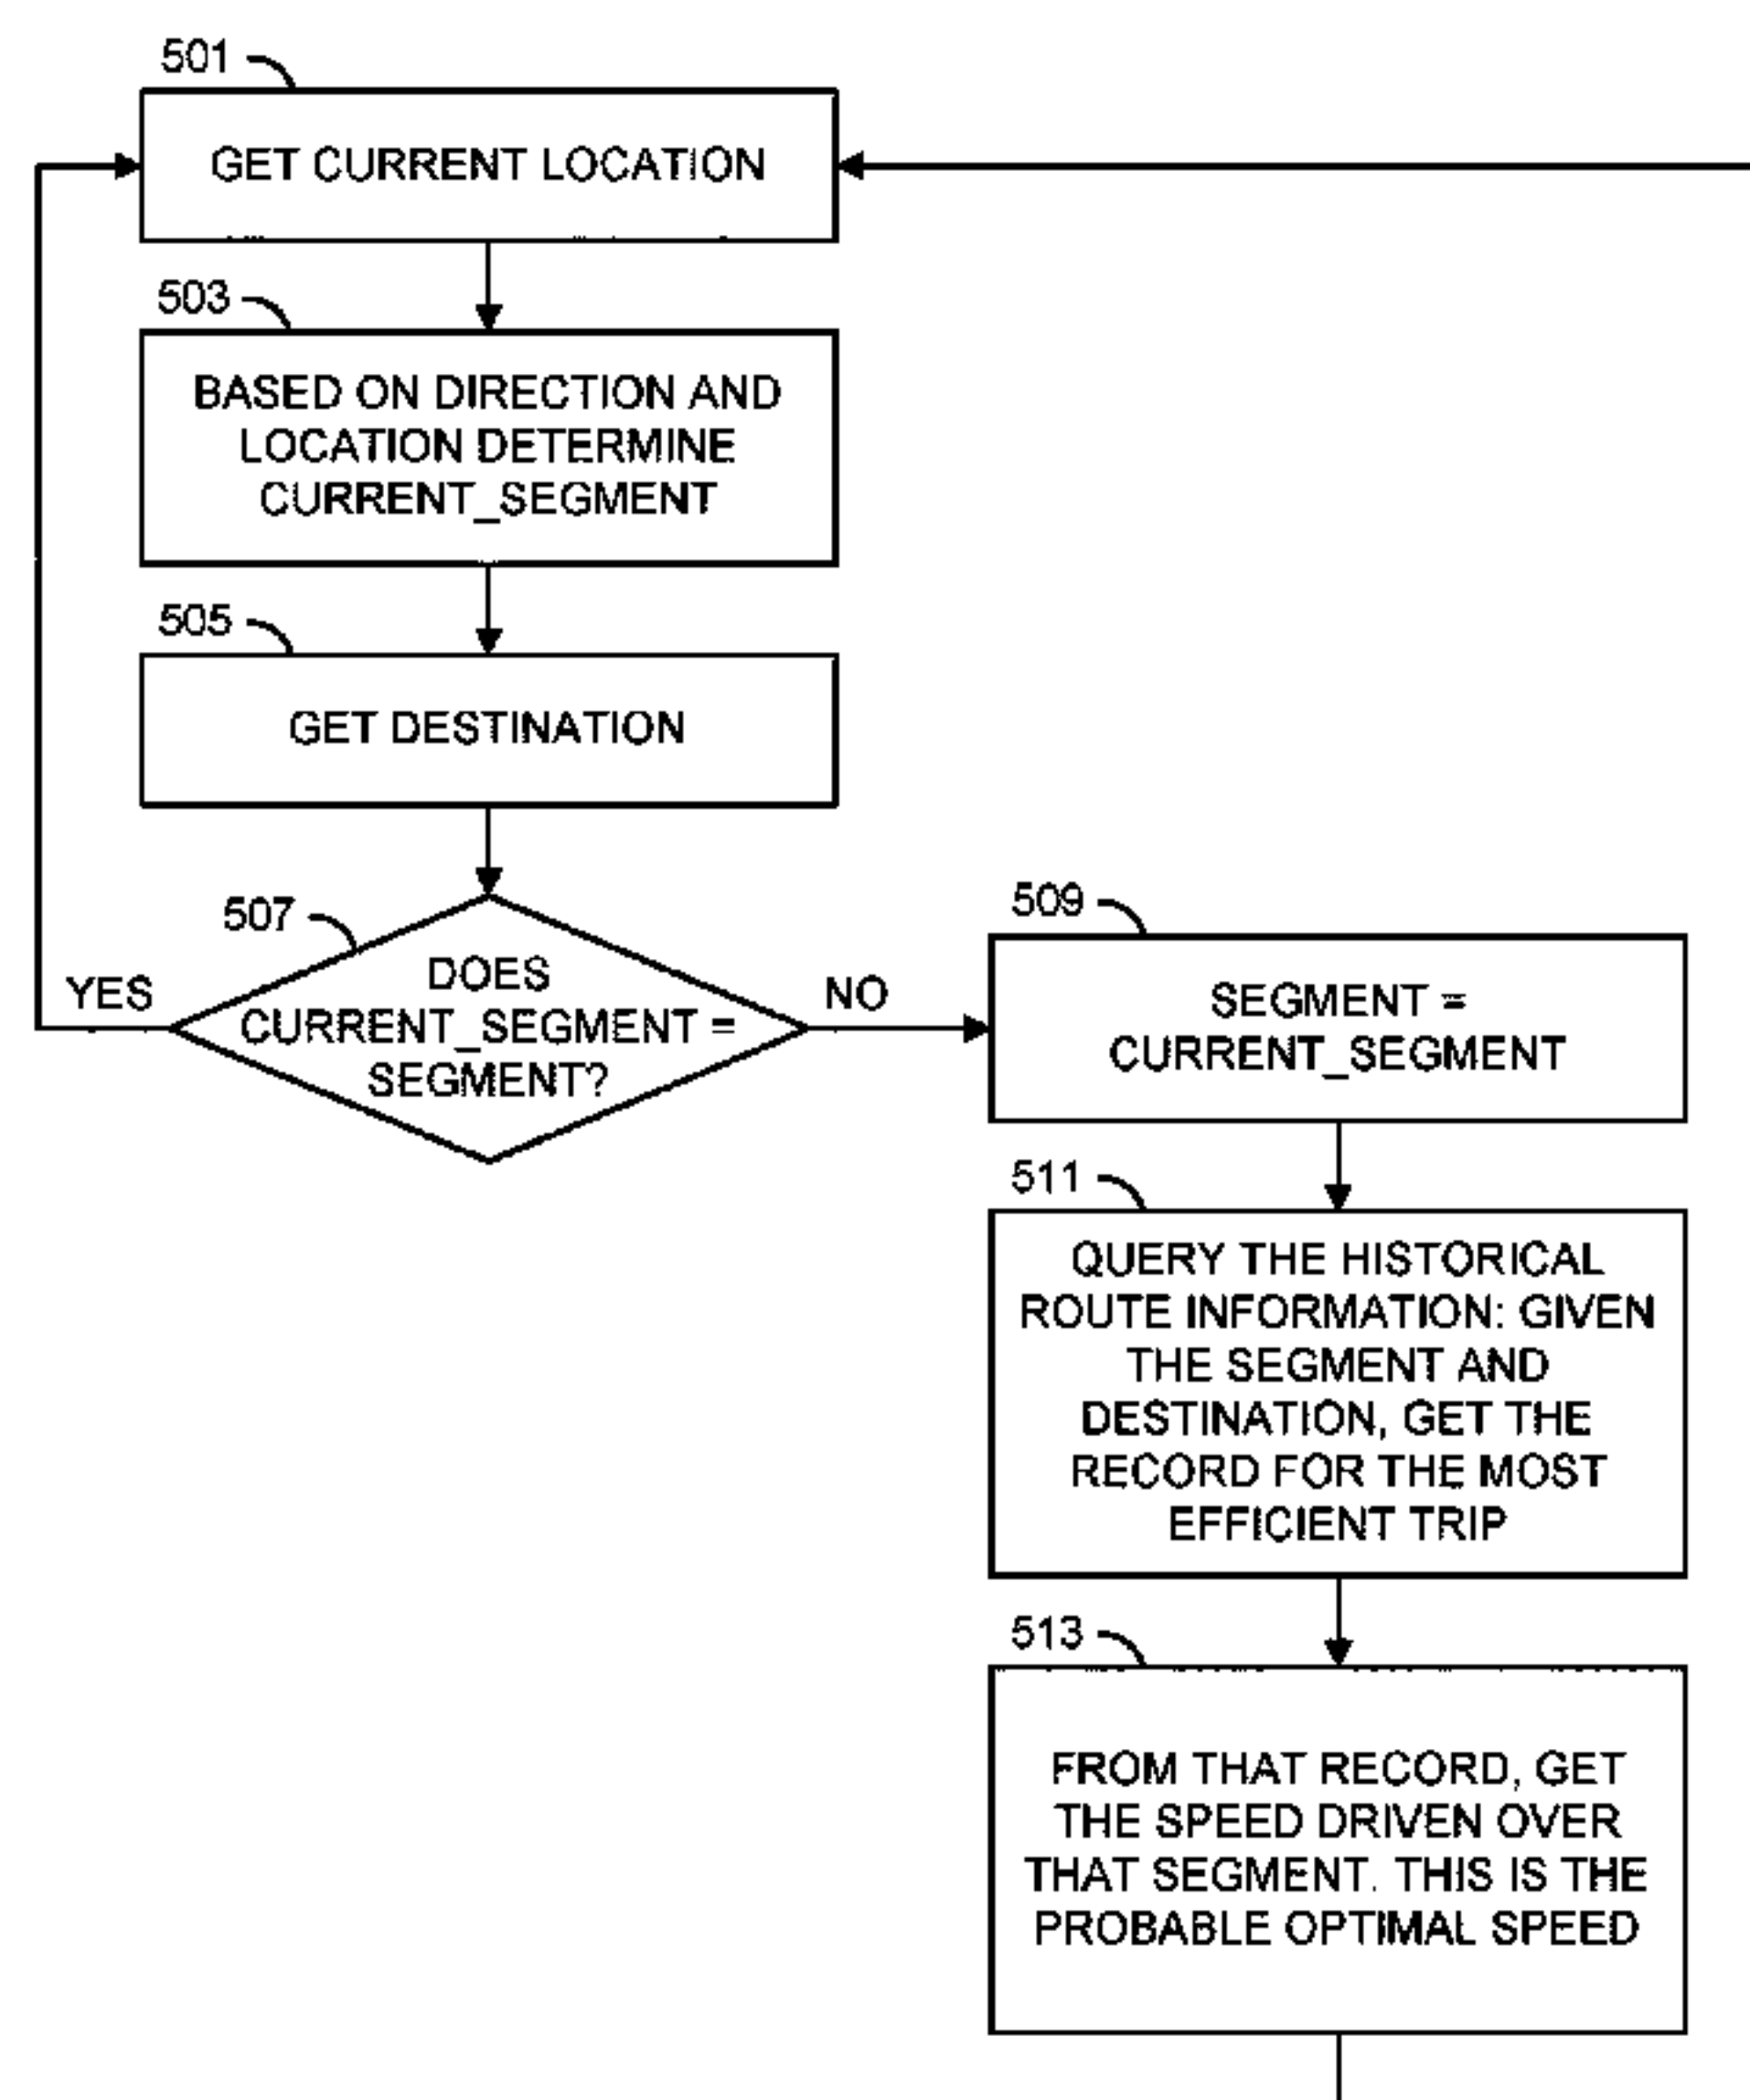 501
GET CURRENT LOCATION
503
BASED ON DIRECTION AND
LOCATION DETERMINE
CURRENT_SEGMENT
505
GET DESTINATION
507
DOES
CURRENT_SEGMENT =
SEGMENT?
YES
NO
509
SEGMENT =
CURRENT_SEGMENT
511
QUERY THE HISTORICAL
ROUTE INFORMATION: GIVEN
THE SEGMENT AND
DESTINATION, GET THE
RECORD FOR THE MOST
EFFICIENT TRIP
513
FROM THAT RECORD, GET
THE SPEED DRIVEN OVER
THAT SEGMENT. THIS IS THE
PROBABLE OPTIMAL SPEED